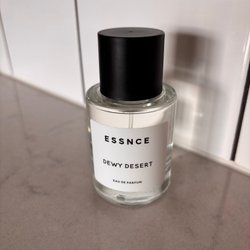 ESSNCE
DEWY DESERT
EAU DE PARFUM